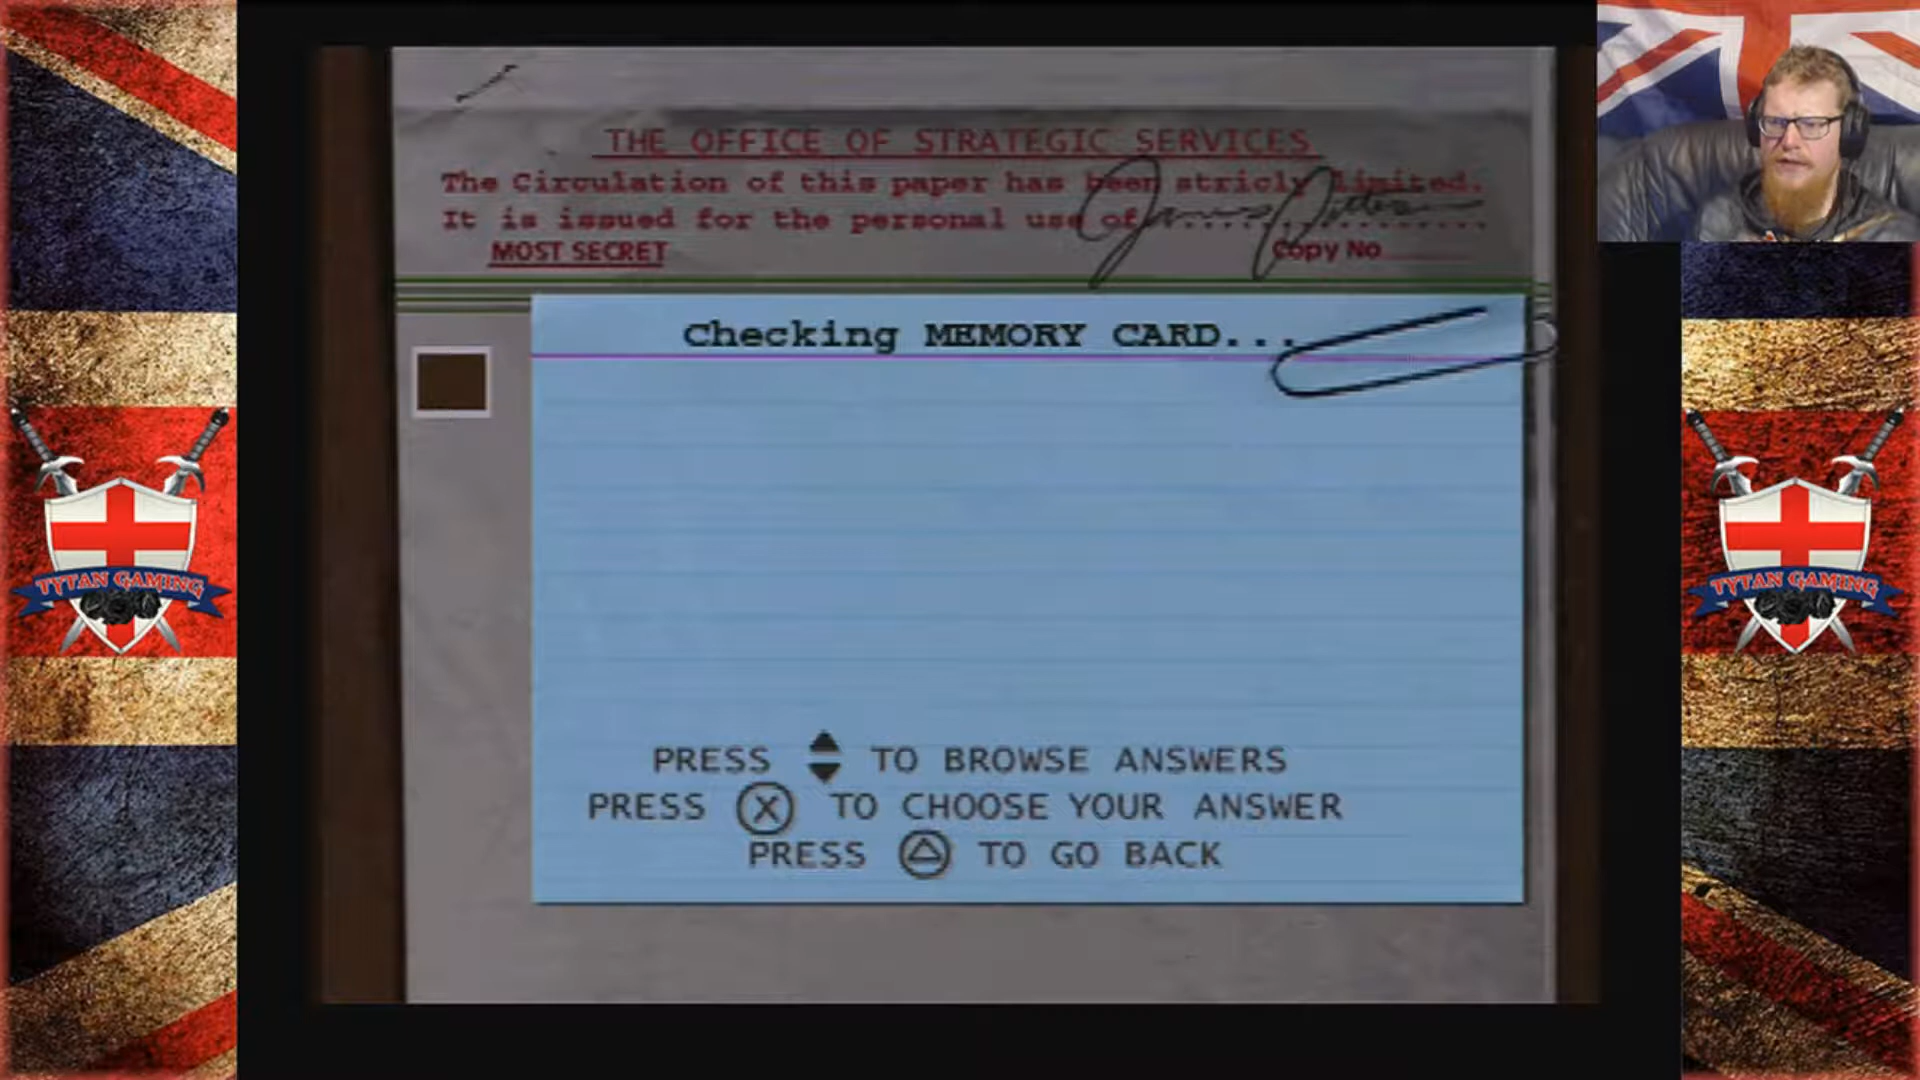 THE OFFICE OF STRATEGIC SERVICES
The Circulation of this paper has been stricly limited.
It is issued for the personal use of....................
MOST SECRET
Copy No
Checking MEMORY CARD...
PRESS TO BROWSE ANSWERS
PRESS X TO CHOOSE YOUR ANSWER
PRESS TO GO BACK
TYTAN GAMING
TYTAN GAMING